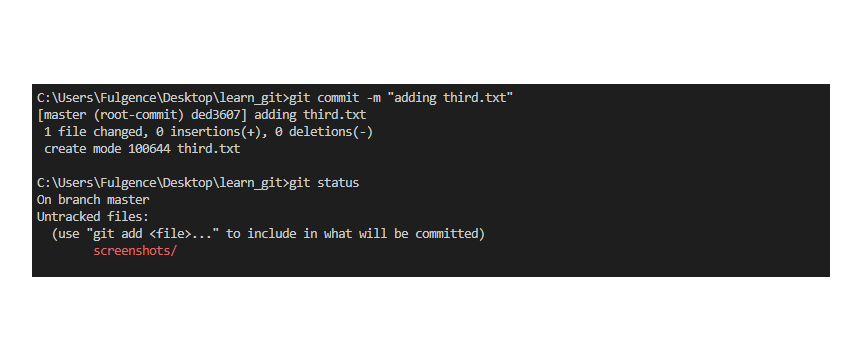 C:\Users\Fulgence\Desktop\learn_git>git commit -m "adding third.txt"
[master (root-commit) ded3607] adding third.txt
 1 file changed, 0 insertions(+), 0 deletions(-)
 create mode 100644 third.txt
C:\Users\Fulgence\Desktop\learn_git>git status
On branch master
Untracked files:
  (use "git add <file>..." to include in what will be committed)
        screenshots/